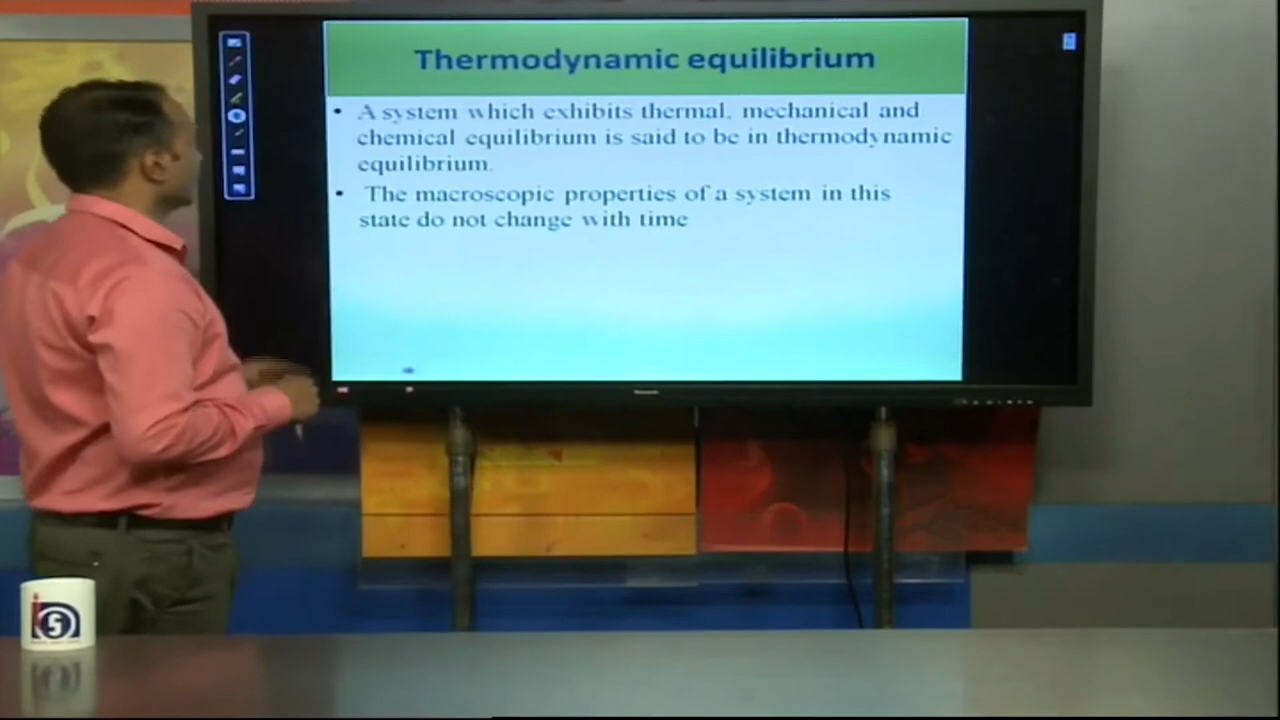 Thermodynamic equilibrium
• A system which exhibits thermal, mechanical and
chemical equilibrium is said to be in thermodynamic
equilibrium.
• The macroscopic properties of a system in this
state do not change with time
5